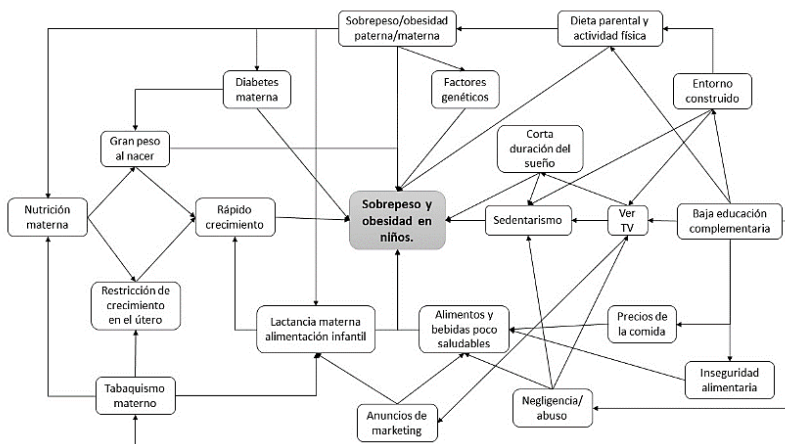 Sobrepeso/obesidad
paterna/materna
Dieta parental y
actividad física
Diabetes
materna
Factores
genéticos
Entorno
construido
Gran peso
al nacer
Corta
duración del
sueño
Nutrición
materna
Rápido
crecimiento
Sobrepeso y
obesidad en
niños.
Sedentarismo
Ver
TV
Baja educación
complementaria
Restricción de
crecimiento
en el útero
Lactancia materna
alimentación infantil
Alimentos y
bebidas poco
saludables
Precios de
la comida
Inseguridad
alimentaria
Tabaquismo
materno
Anuncios de
marketing
Negligencia/
abuso